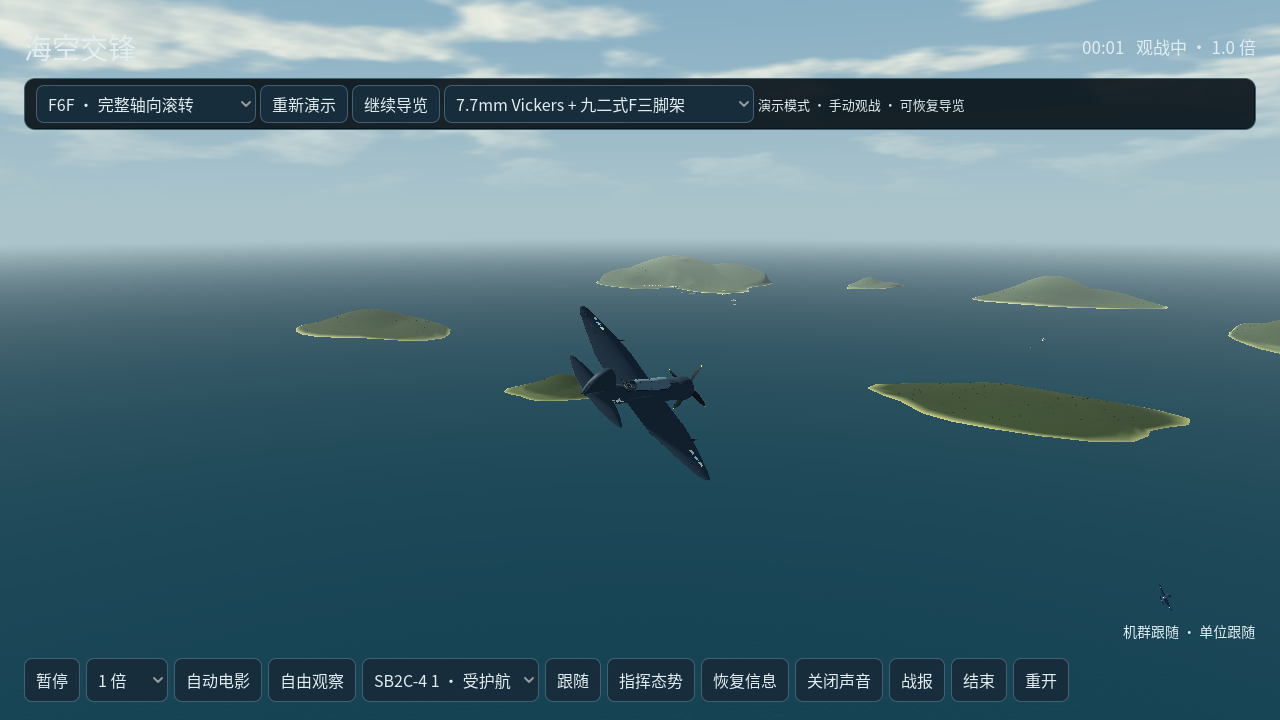 海空交锋
00:01 观战中 · 1.0 倍
F6F · 完整轴向滚转
重新演示
继续导览
7.7mm Vickers + 九二式F三脚架
演示模式 · 手动观战 · 可恢复导览
机群跟随 · 单位跟随
暂停
1 倍
自动电影
自由观察
SB2C-4 1 · 受护航
跟随
指挥态势
恢复信息
关闭声音
战报
结束
重开